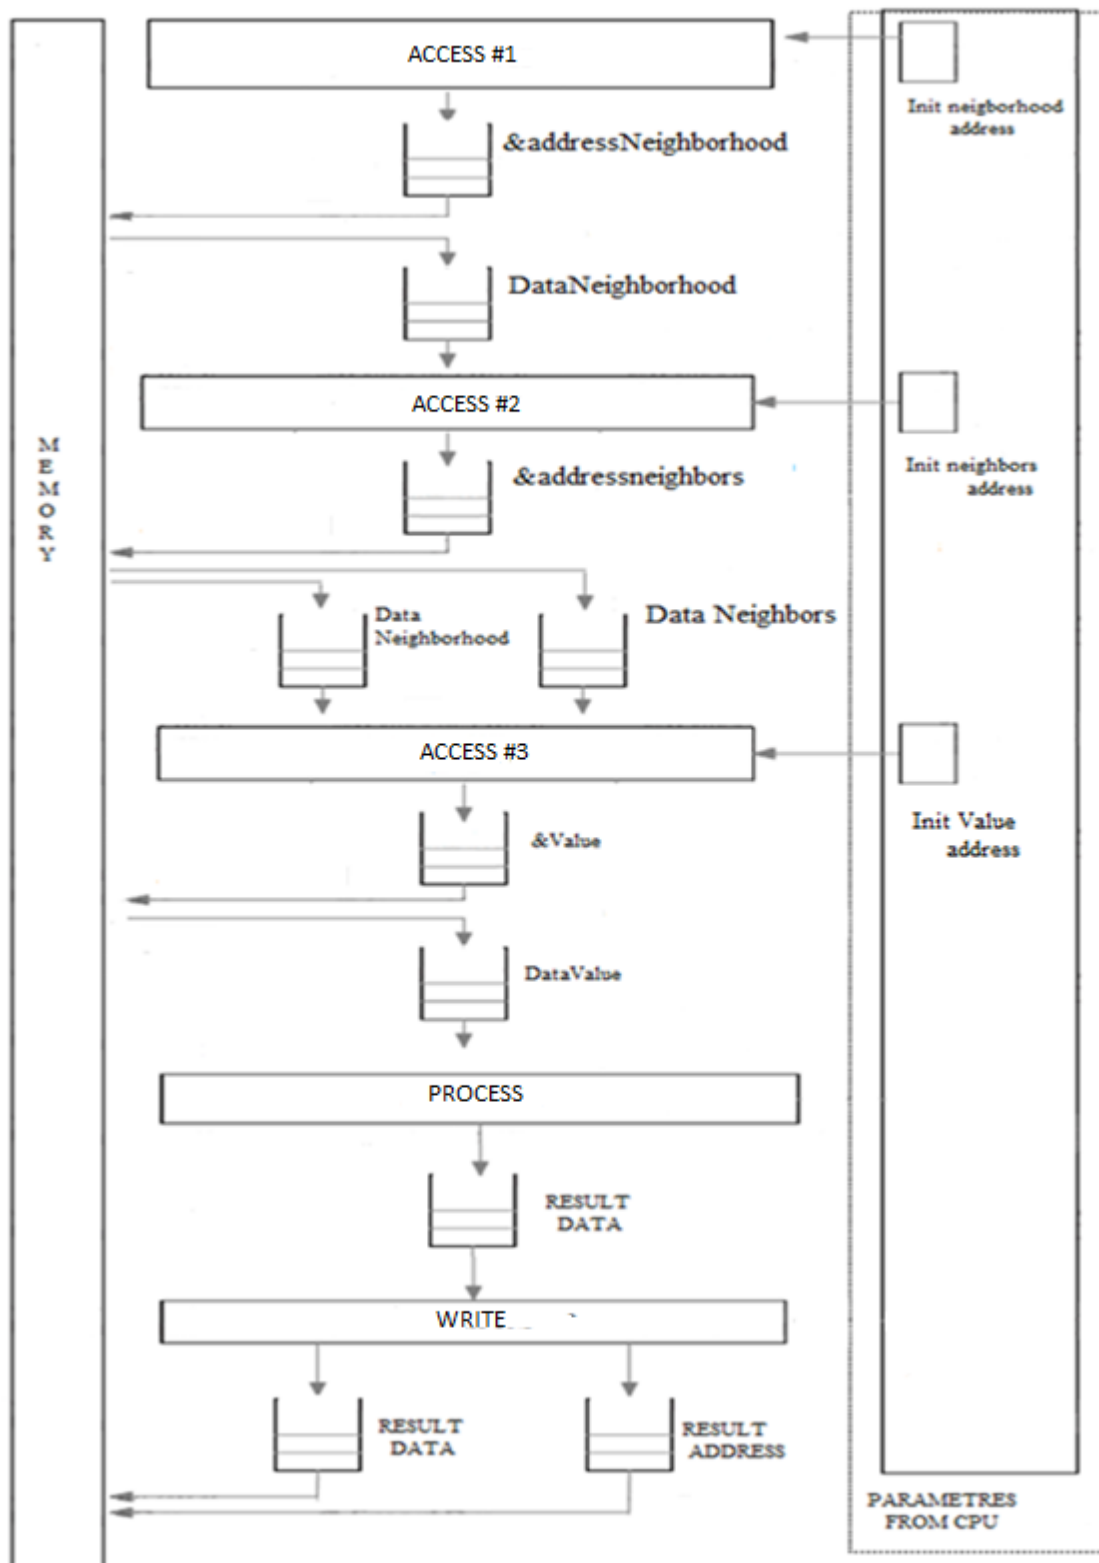 ACCESS #1
Init neigborhood
address
&addressNeighborhood
DataNeighborhood
ACCESS #2
MEMORY
&addressneighbors
Init neighbors
address
Data
Neighborhood
Data Neighbors
ACCESS #3
Init Value
address
&Value
DataValue
PROCESS
RESULT
DATA
WRITE
RESULT
DATA
RESULT
ADDRESS
PARAMETRES
FROM CPU